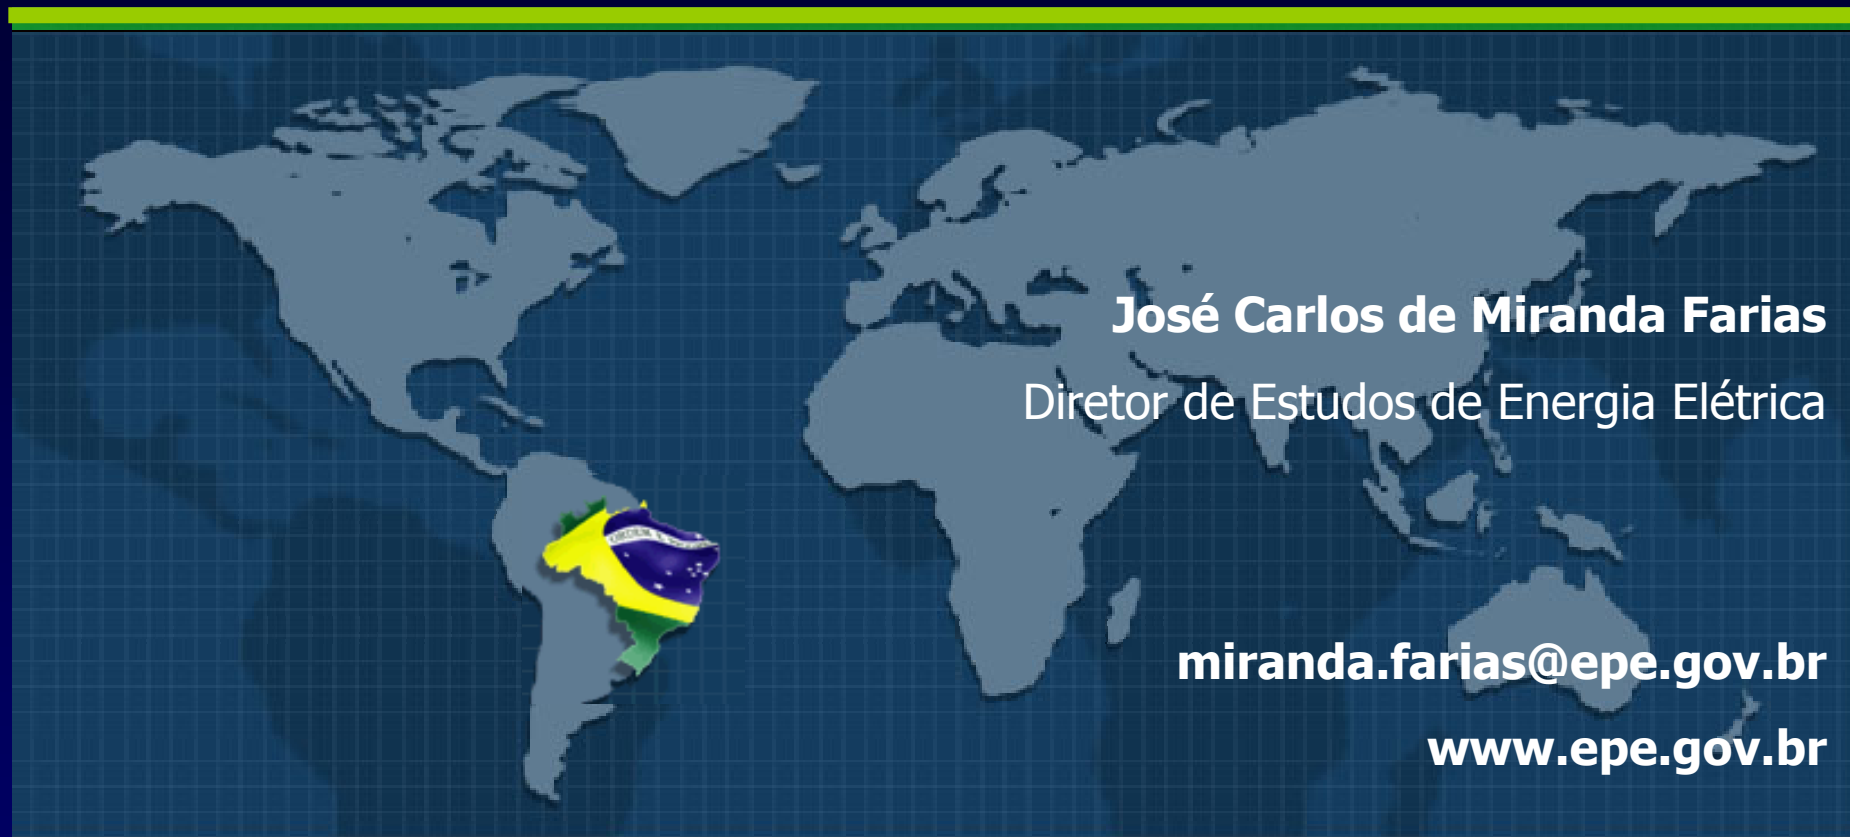 José Carlos de Miranda Farias
Diretor de Estudos de Energia Elétrica
miranda.farias@epe.gov.br
www.epe.gov.br